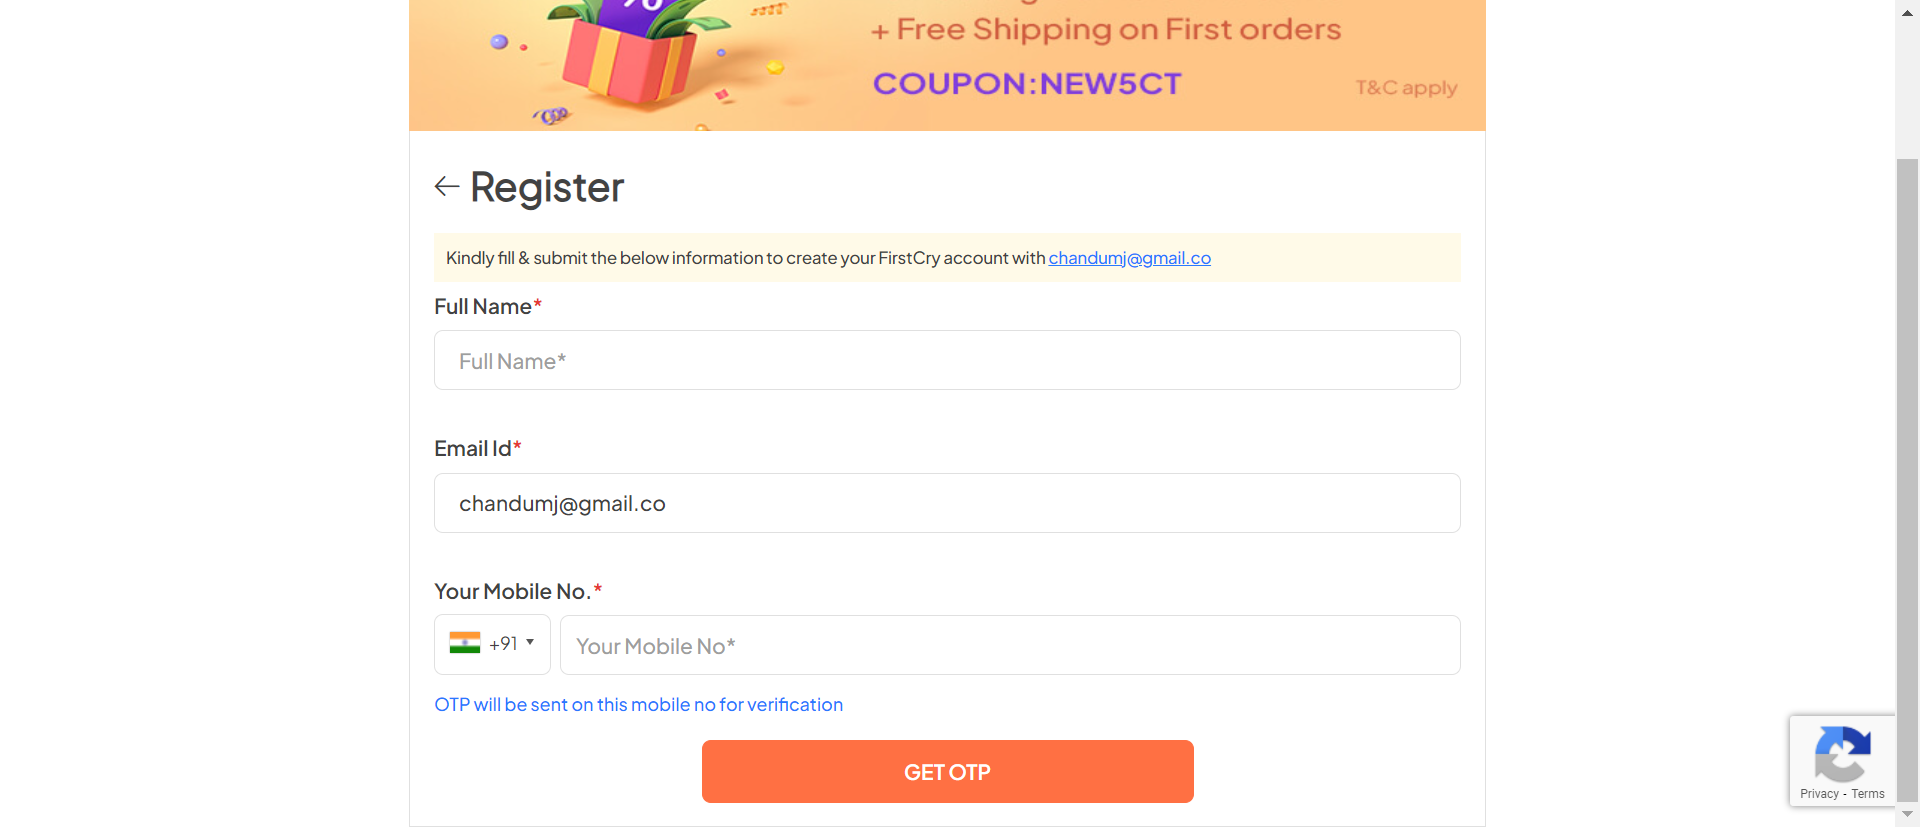 + Free Shipping on First orders
COUPON:NEW5CT
T&C apply
Register
Kindly fill & submit the below information to create your FirstCry account with chandumj@gmail.co
Full Name*
Full Name*
Email Id*
chandumj@gmail.co
Your Mobile No.*
+91
Your Mobile No*
OTP will be sent on this mobile no for verification
GET OTP
Privacy - Terms